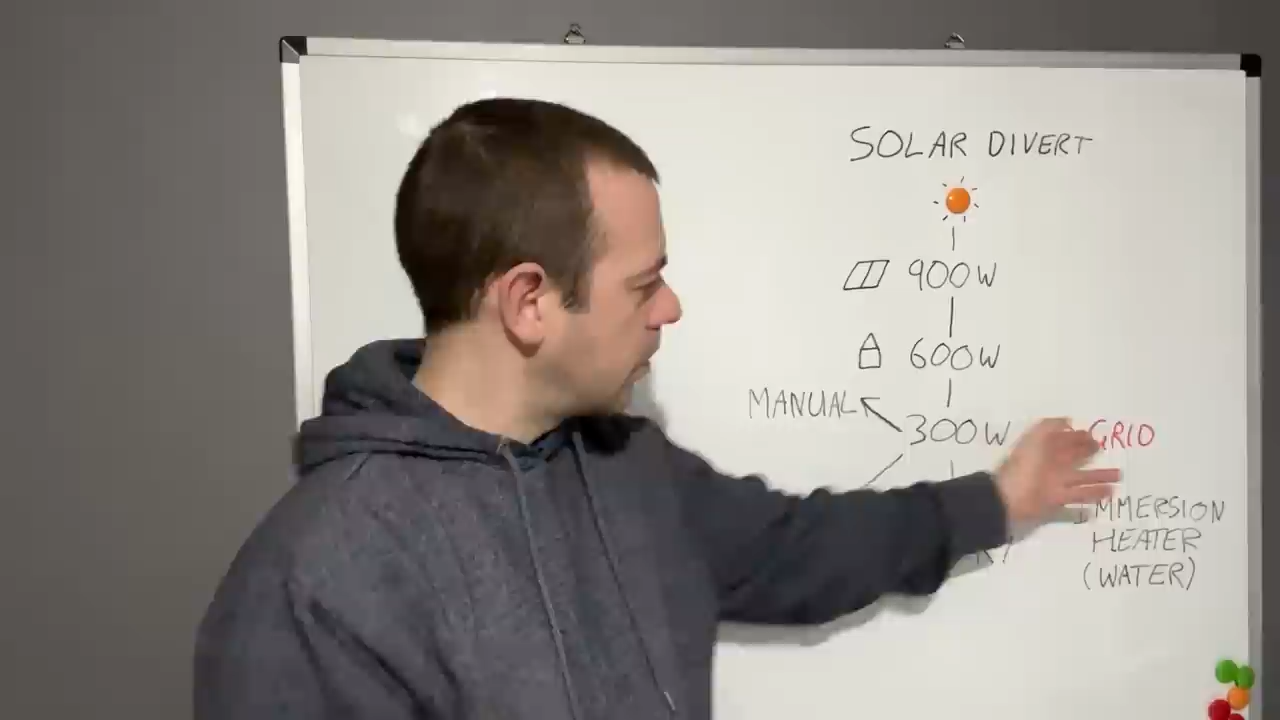 SOLAR DIVERT
900W
600W
MANUAL
300W
GRID
IMMERSION
HEATER
(WATER)